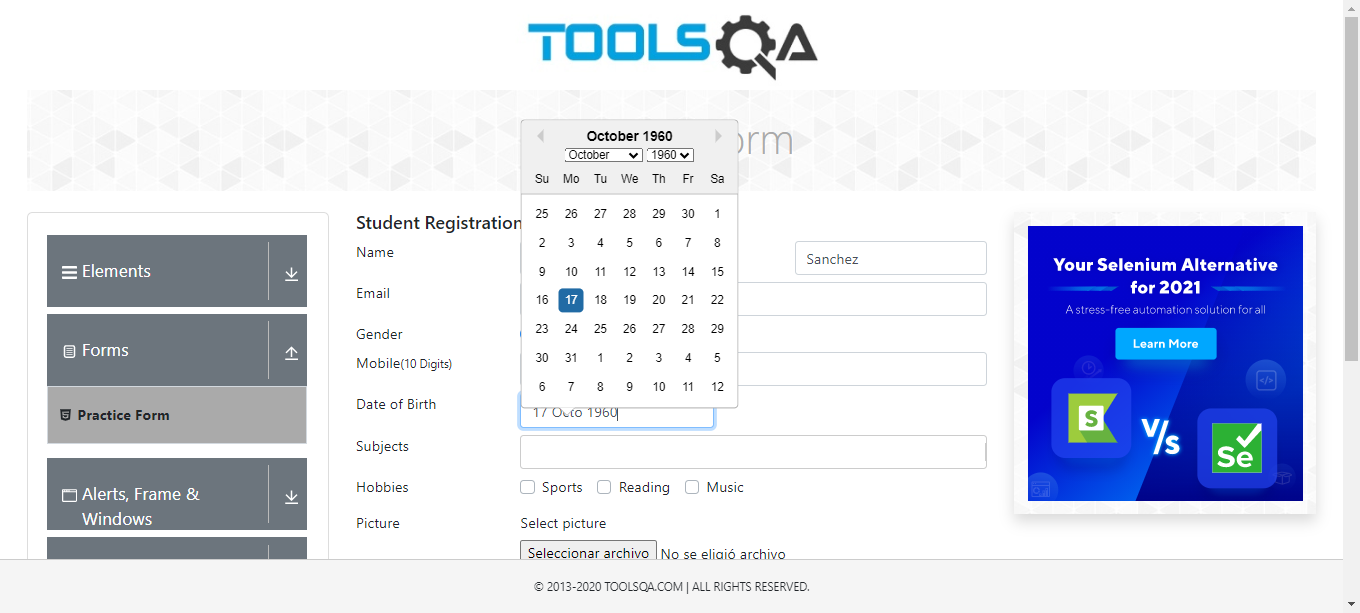 TOOLSQA
orm
October 1960
October 1960
Su Mo Tu We Th Fr Sa
25 26 27 28 29 30 1
2 3 4 5 6 7 8
9 10 11 12 13 14 15
16 17 18 19 20 21 22
23 24 25 26 27 28 29
30 31 1 2 3 4 5
6 7 8 9 10 11 12
Elements
Forms
Practice Form
Alerts, Frame &
Windows
Student Registration
Name
Sanchez
Email
Gender
Mobile(10 Digits)
Date of Birth
17 Octo 1960
Subjects
Hobbies
Sports Reading Music
Picture
Select picture
Seleccionar archivo No se eligió archivo
Your Selenium Alternative
for 2021
A stress-free automation solution for all
Learn More
S
V/s
Se
© 2013-2020 TOOLSQA.COM | ALL RIGHTS RESERVED.